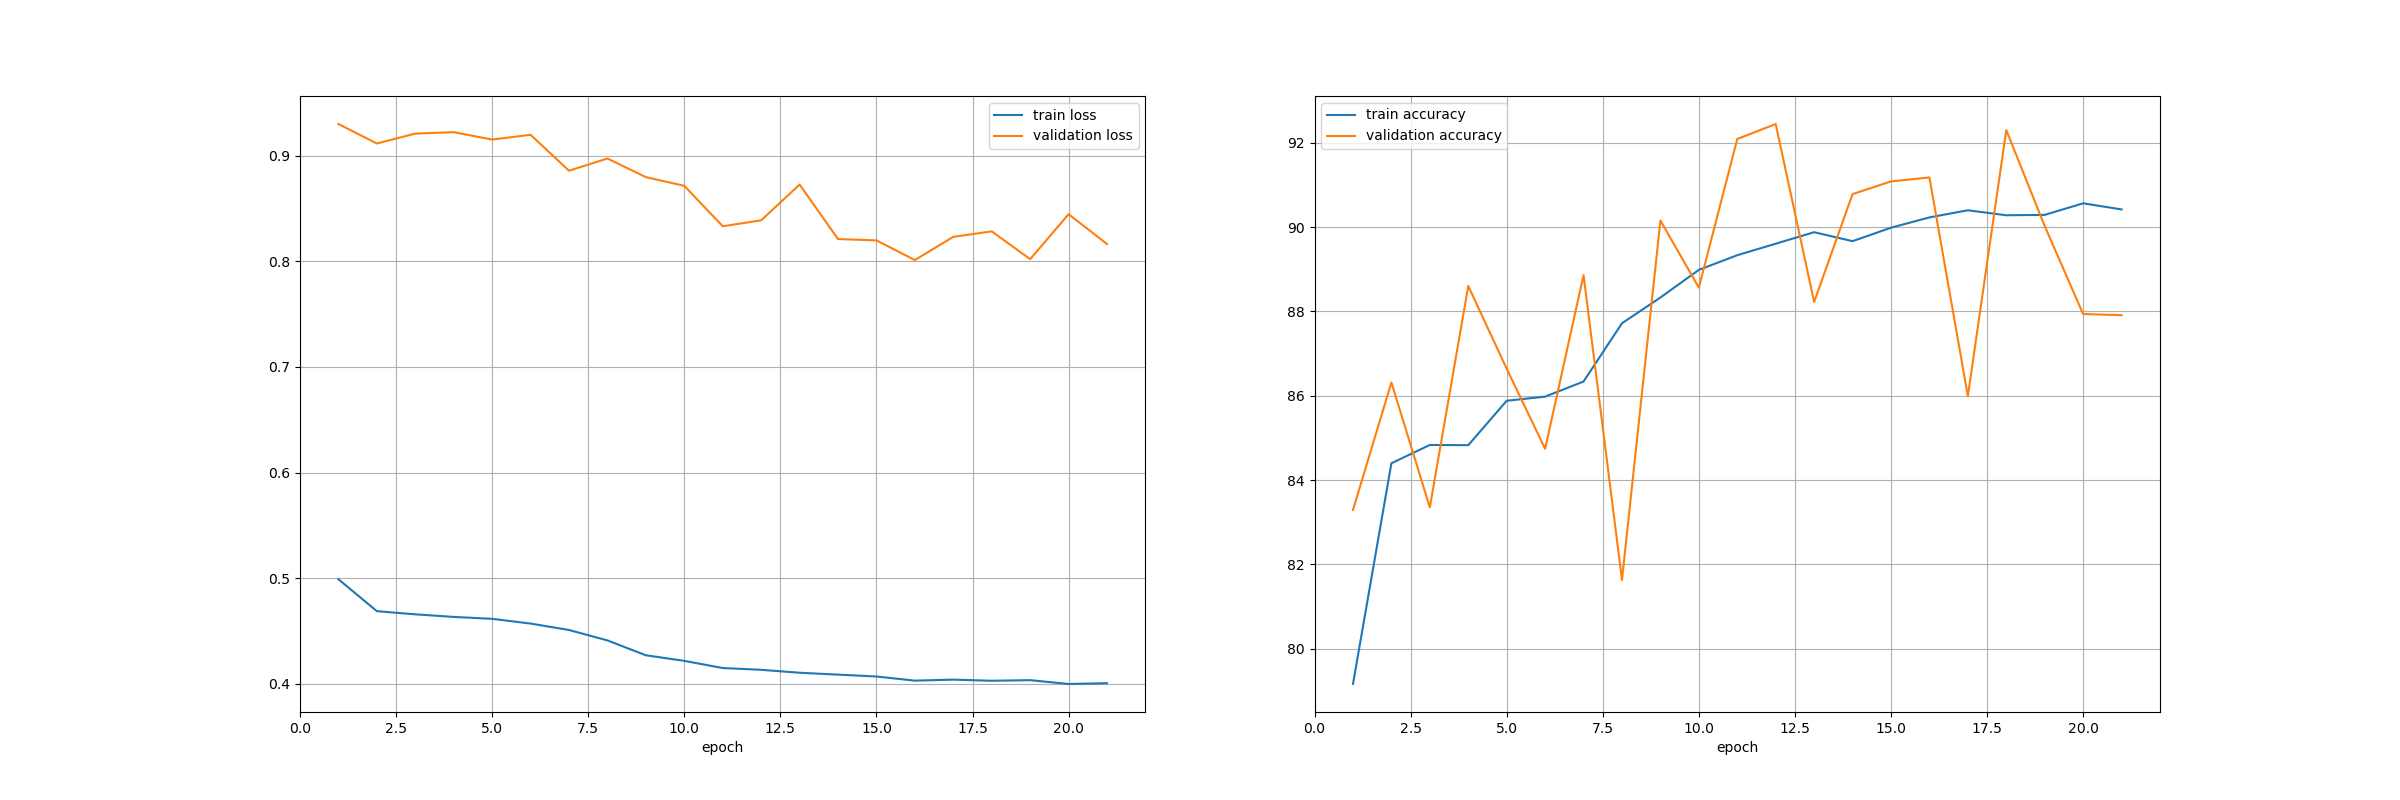 train loss
validation loss
0.9
0.8
0.7
0.6
0.5
0.4
0.0 2.5 5.0 7.5 10.0 12.5 15.0 17.5 20.0
epoch
train accuracy
validation accuracy
92
90
88
86
84
82
80
0.0 2.5 5.0 7.5 10.0 12.5 15.0 17.5 20.0
epoch